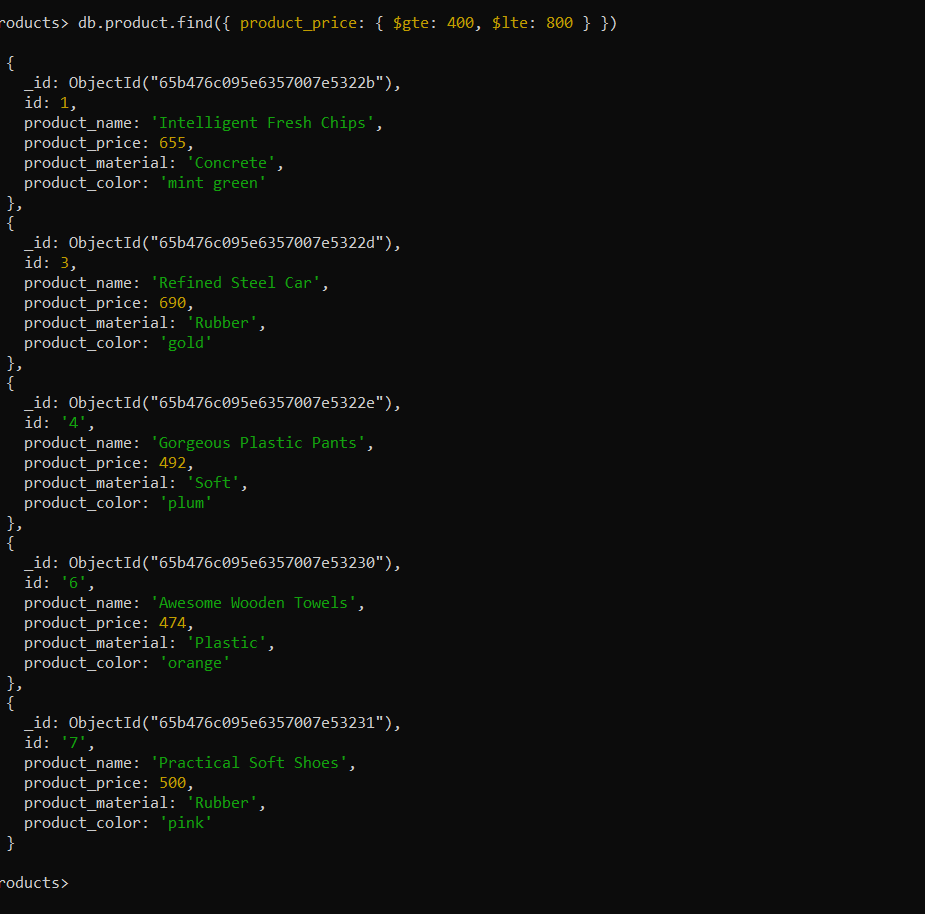 roducts> db.product.find({ product_price: { $gte: 400, $lte: 800 } })
{
  _id: ObjectId("65b476c095e6357007e5322b"),
  id: 1,
  product_name: 'Intelligent Fresh Chips',
  product_price: 655,
  product_material: 'Concrete',
  product_color: 'mint green'
},
{
  _id: ObjectId("65b476c095e6357007e5322d"),
  id: 3,
  product_name: 'Refined Steel Car',
  product_price: 690,
  product_material: 'Rubber',
  product_color: 'gold'
},
{
  _id: ObjectId("65b476c095e6357007e5322e"),
  id: '4',
  product_name: 'Gorgeous Plastic Pants',
  product_price: 492,
  product_material: 'Soft',
  product_color: 'plum'
},
{
  _id: ObjectId("65b476c095e6357007e53230"),
  id: '6',
  product_name: 'Awesome Wooden Towels',
  product_price: 474,
  product_material: 'Plastic',
  product_color: 'orange'
},
{
  _id: ObjectId("65b476c095e6357007e53231"),
  id: '7',
  product_name: 'Practical Soft Shoes',
  product_price: 500,
  product_material: 'Rubber',
  product_color: 'pink'
}
roducts>